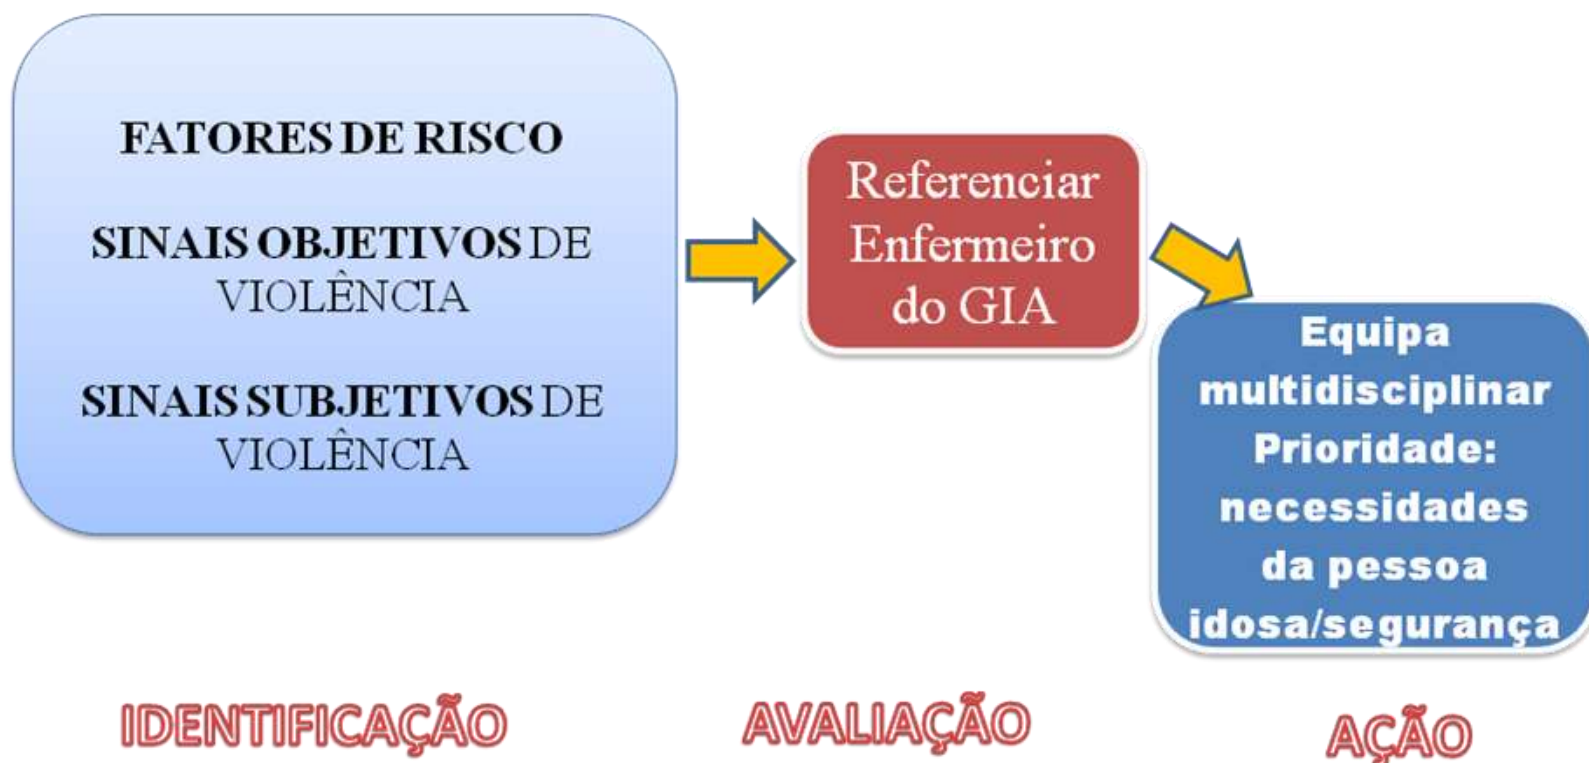 FATORES DE RISCO
SINAIS OBJETIVOS DE
VIOLÊNCIA
SINAIS SUBJETIVOS DE
VIOLÊNCIA
Referenciar
Enfermeiro
do GIA
Equipa
multidisciplinar
Prioridade:
necessidades
da pessoa
idosa/segurança
IDENTIFICAÇÃO
AVALIAÇÃO
AÇÃO